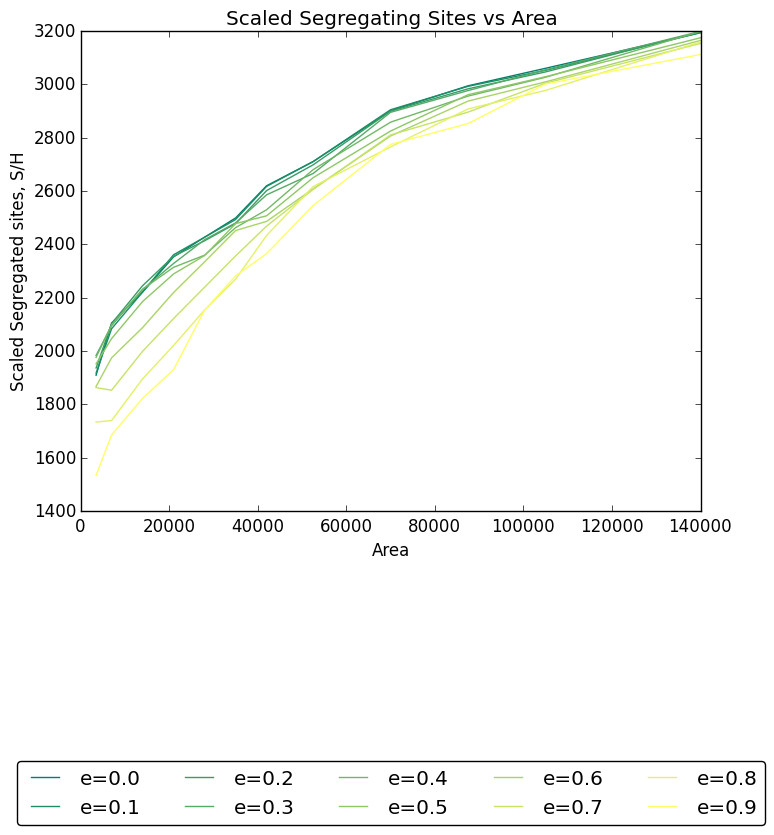 Scaled Segregating Sites vs Area
Scaled Segregated sites, S/H
3200
3000
2800
2600
2400
2200
2000
1800
1600
1400
0 20000 40000 60000 80000 100000 120000 140000
Area
e=0.0 e=0.2 e=0.4 e=0.6 e=0.8
e=0.1 e=0.3 e=0.5 e=0.7 e=0.9